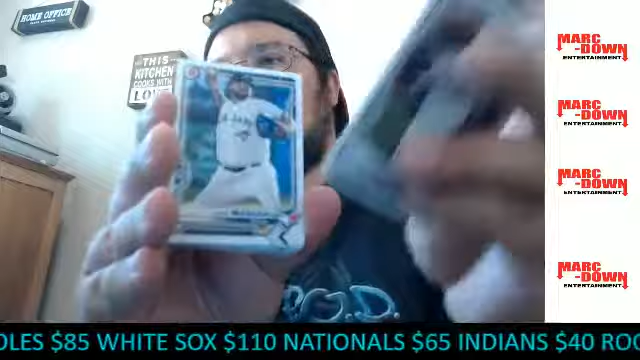 HOME OFFICE
THIS
KITCHEN
COOKS WITH
LOVE
P.O.D.
MARC
-DOWN
ENTERTAINMENT
MARC
-DOWN
ENTERTAINMENT
MARC
-DOWN
ENTERTAINMENT
MARC
-DOWN
ENTERTAINMENT
OLES $85 WHITE SOX $110 NATIONALS $65 INDIANS $40 ROC